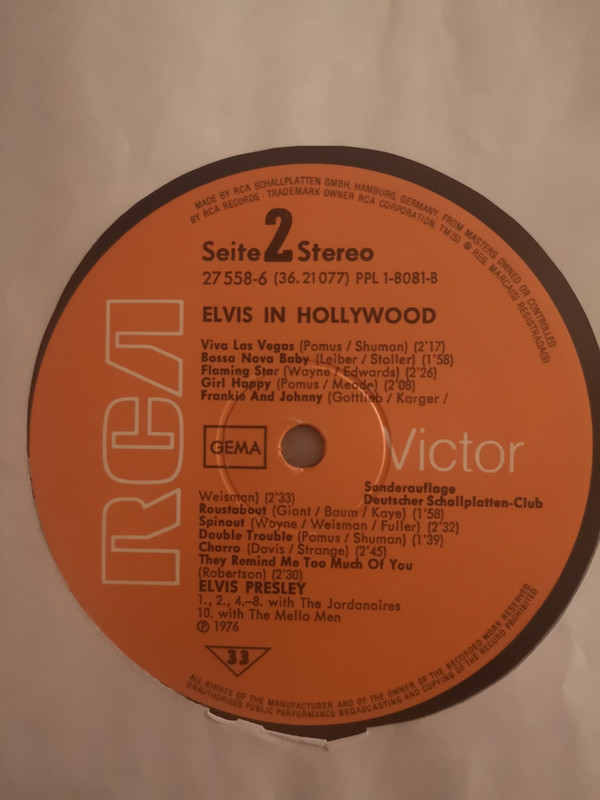 MADE BY RCA SCHALLPLATTEN GMBH, HAMBURG, GERMANY, FROM MASTERS OWNED OR CONTROLLED
BY RCA RECORDS · TRADEMARK OWNER RCA CORPORATION, TM(S) ® REG. MARCA(S) REGISTRADA(S)
Seite 2 Stereo
27 558-6 (36.21077) PPL 1-8081-B
ELVIS IN HOLLYWOOD
Viva Las Vegas (Pomus / Shuman) (2'17)
Bossa Nova Baby (Leiber / Stoller) (1'58)
Flaming Star (Wayne / Edwards) (2'26)
Girl Happy (Pomus / Meade) (2'08)
Frankie And Johnny (Gottlieb / Karger /
RCA
GEMA
Victor
Sonderauflage
Deutscher Schallplatten-Club
Weisman) (2'33)
Roustabout (Giant / Baum / Kaye) (1'58)
Spinout (Wayne / Weisman / Fuller) (2'32)
Double Trouble (Pomus / Shuman) (1'39)
Charro (Davis / Strange) (2'45)
They Remind Me Too Much Of You
(Robertson) (2'30)
ELVIS PRESLEY
1., 2., 4.–8. with The Jordanaires
10. with The Mello Men
℗ 1976
33
ALL RIGHTS OF THE MANUFACTURER AND OF THE OWNER OF THE RECORDED WORK RESERVED
UNAUTHORISED PUBLIC PERFORMANCE BROADCASTING AND COPYING OF THE RECORD PROHIBITED